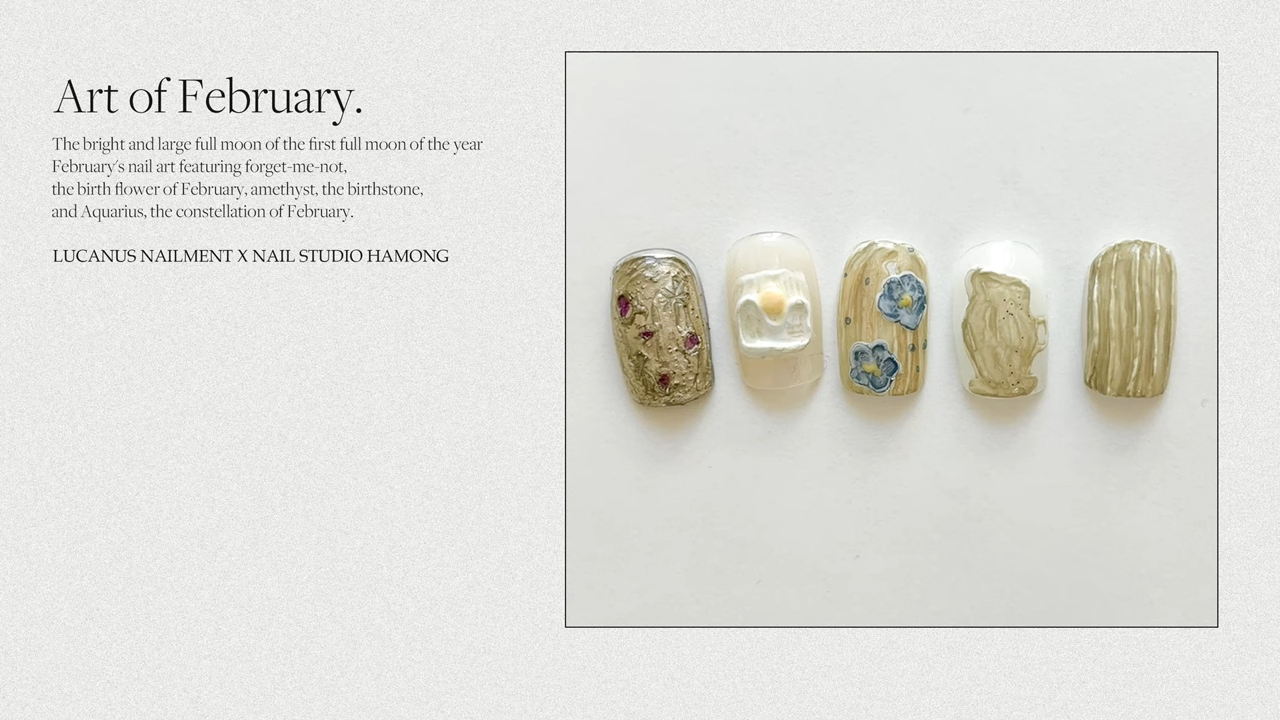 Art of February.
The bright and large full moon of the first full moon of the year
February's nail art featuring forget-me-not,
the birth flower of February, amethyst, the birthstone,
and Aquarius, the constellation of February.
LUCANUS NAILMENT X NAIL STUDIO HAMONG